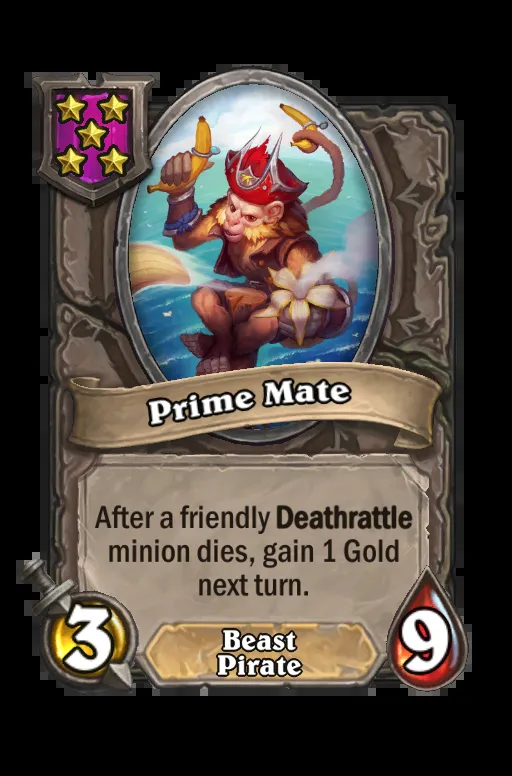 Prime Mate
After a friendly Deathrattle
minion dies, gain 1 Gold
next turn.
3
Beast
Pirate
9